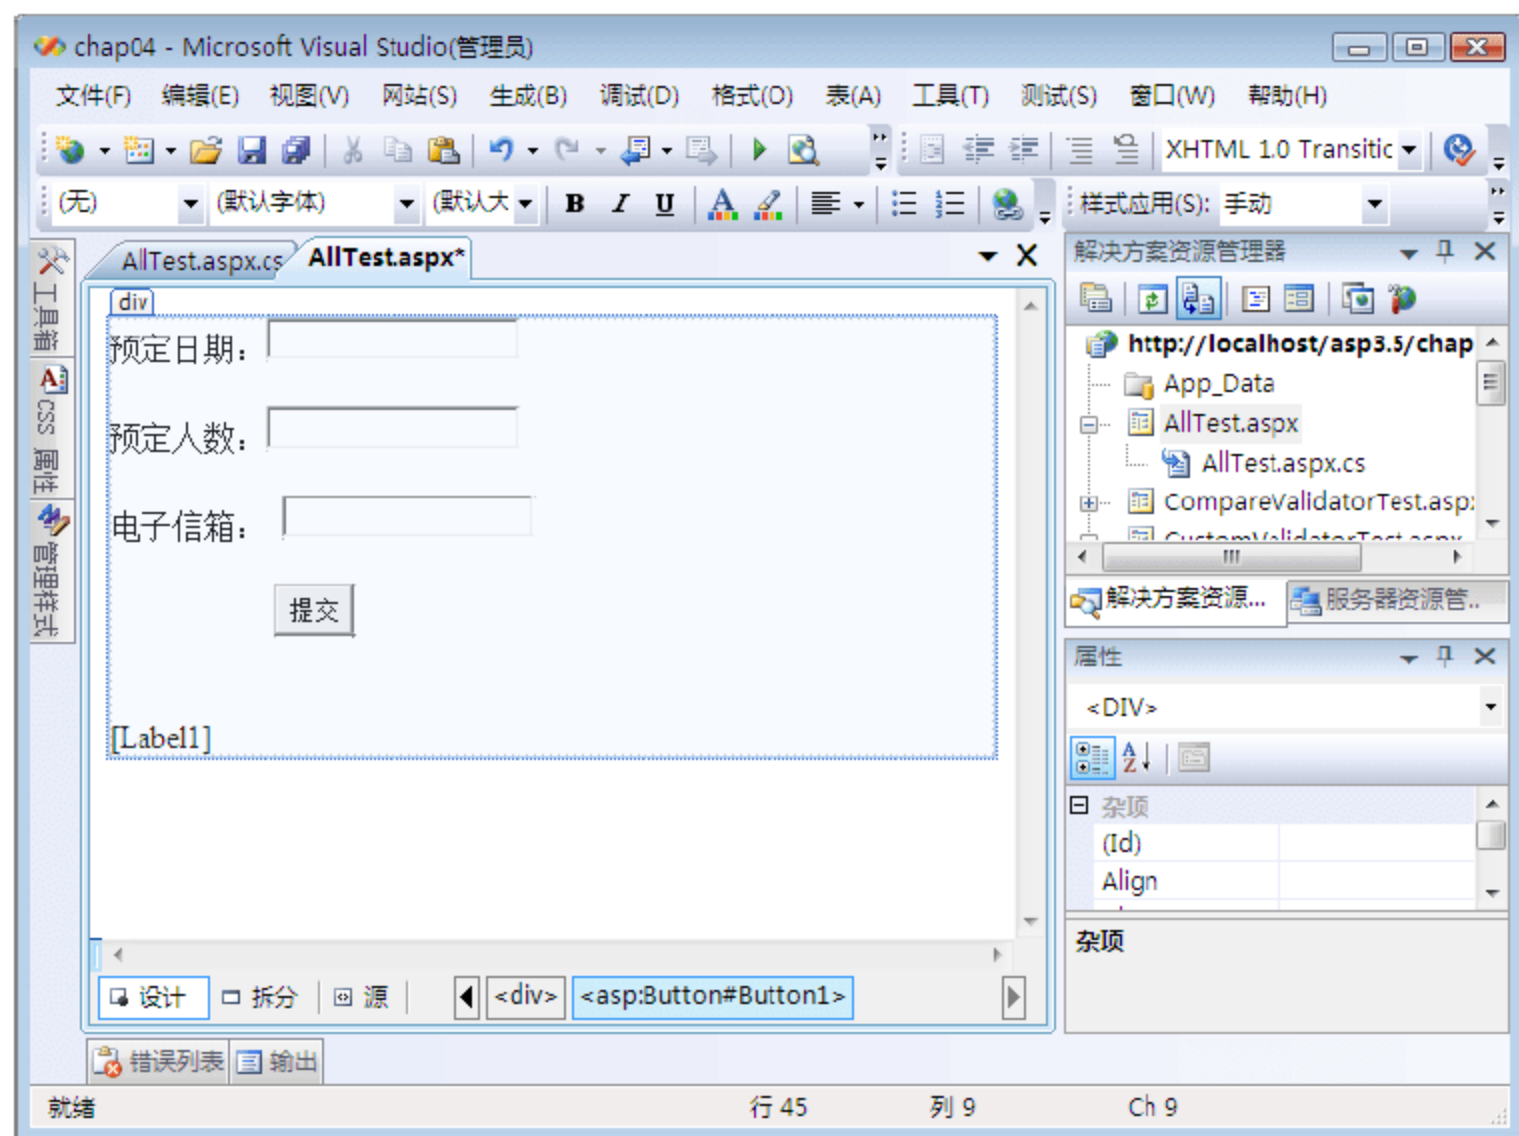 chap04 - Microsoft Visual Studio(管理员)
文件(F) 编辑(E) 视图(V) 网站(S) 生成(B) 调试(D) 格式(O) 表(A) 工具(T) 测试(S) 窗口(W) 帮助(H)
XHTML 1.0 Transitic
(无) (默认字体) (默认大 B I U A 样式应用(S): 手动
工具箱
CSS 属性
管理样式
AllTest.aspx.cs AllTest.aspx*
div
预定日期：
预定人数：
电子信箱：
提交
[Label1]
设计 拆分 源 <div> <asp:Button#Button1>
解决方案资源管理器
http://localhost/asp3.5/chap
App_Data
AllTest.aspx
AllTest.aspx.cs
CompareValidatorTest.asp
CustomValidatorTest.aspx
解决方案资源... 服务器资源管..
属性
<DIV>
杂项
(Id)
Align
杂项
错误列表 输出
就绪 行 45 列 9 Ch 9